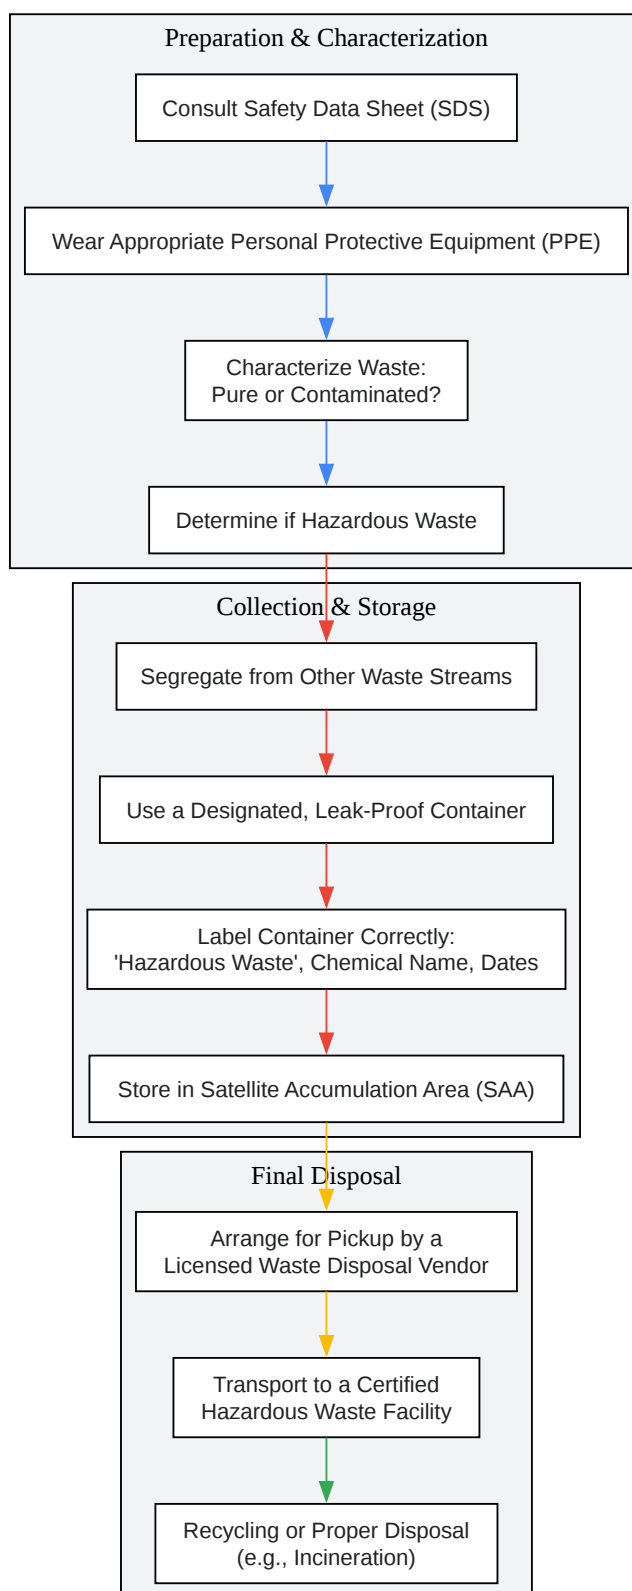 Preparation & Characterization
Consult Safety Data Sheet (SDS)
Wear Appropriate Personal Protective Equipment (PPE)
Characterize Waste:
Pure or Contaminated?
Determine if Hazardous Waste
Collection & Storage
Segregate from Other Waste Streams
Use a Designated, Leak-Proof Container
Label Container Correctly:
'Hazardous Waste', Chemical Name, Dates
Store in Satellite Accumulation Area (SAA)
Final Disposal
Arrange for Pickup by a
Licensed Waste Disposal Vendor
Transport to a Certified
Hazardous Waste Facility
Recycling or Proper Disposal
(e.g., Incineration)